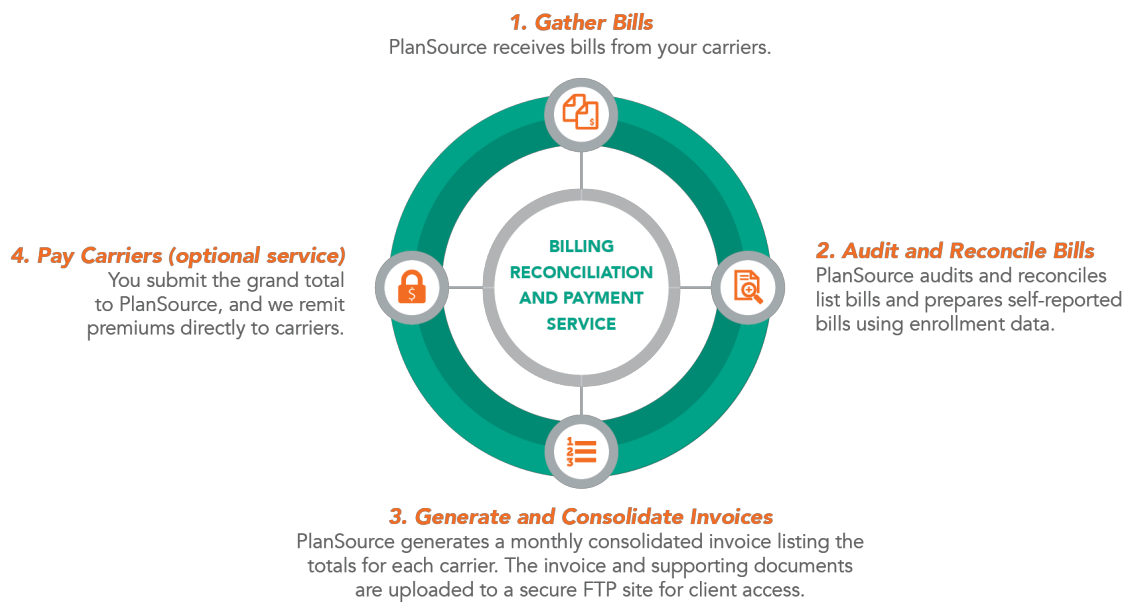 1. Gather Bills
PlanSource receives bills from your carriers.
$
BILLING
RECONCILIATION
AND PAYMENT
SERVICE
2. Audit and Reconcile Bills
PlanSource audits and reconciles
list bills and prepares self-reported
bills using enrollment data.
1
2
3
3. Generate and Consolidate Invoices
PlanSource generates a monthly consolidated invoice listing the
totals for each carrier. The invoice and supporting documents
are uploaded to a secure FTP site for client access.
4. Pay Carriers (optional service)
You submit the grand total
to PlanSource, and we remit
premiums directly to carriers.
$